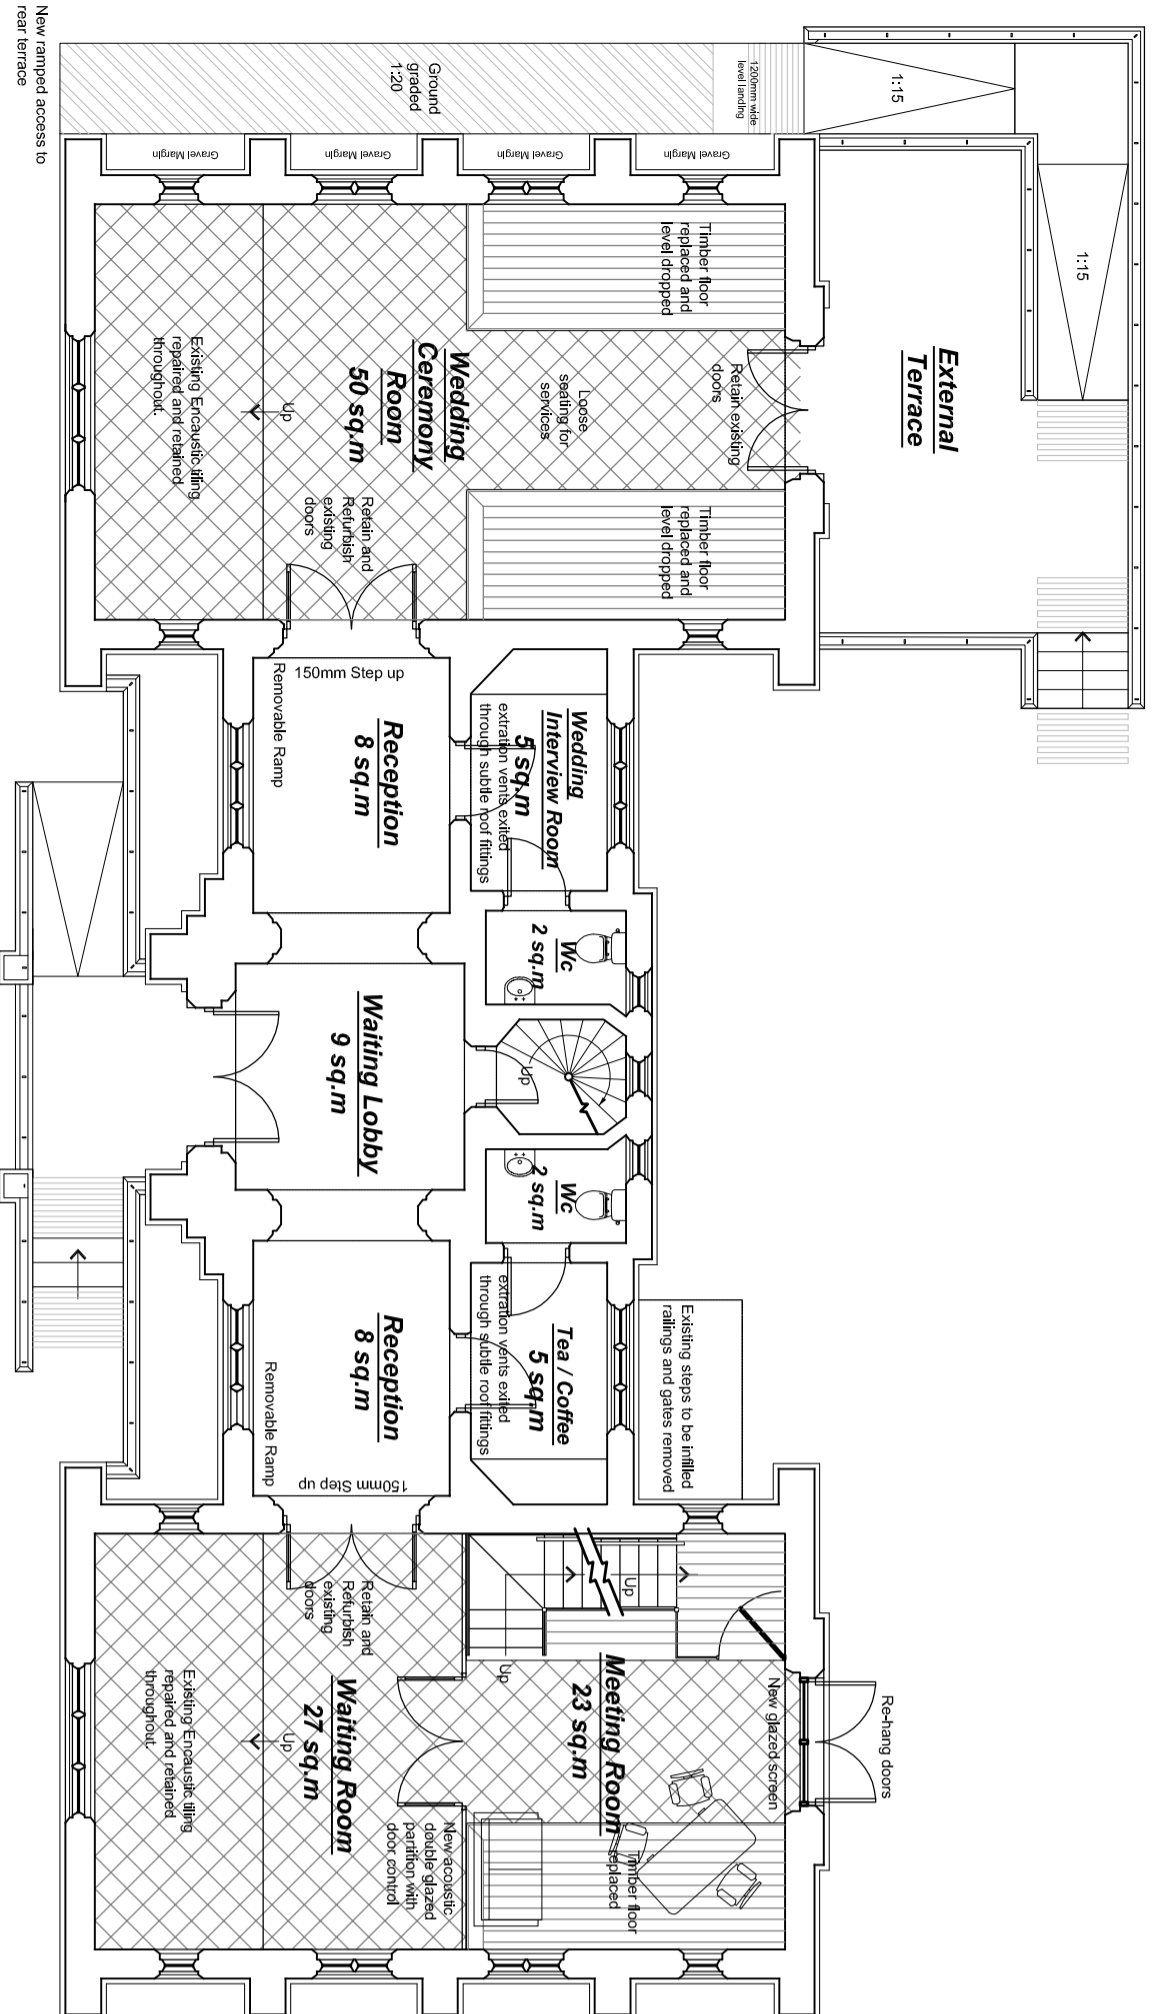 New ramped access to
rear terrace
Ground
graded
1:20
1200mm wide
level landing
1:15
1:15
Gravel Margin
Gravel Margin
Gravel Margin
Gravel Margin
External
Terrace
Timber floor
replaced and
level dropped
Retain existing
doors
Loose
seating for
services
Wedding
Ceremony
Room
50 sq.m
Up
Existing Encaustic tiling
repaired and retained
throughout.
Timber floor
replaced and
level dropped
Retain and
Refurbish
existing
doors
150mm Step up
Removable Ramp
Reception
8 sq.m
Wedding
Interview Room
5 sq.m
extration vents exited
through subtle roof fittings
Wc
2 sq.m
Waiting Lobby
9 sq.m
Up
Wc
2 sq.m
Reception
8 sq.m
Removable Ramp
150mm Step up
Tea / Coffee
5 sq.m
extration vents exited
through subtle roof fittings
Existing steps to be infilled
railings and gates removed
Retain and
Refurbish
existing
doors
Up
Up
Meeting Room
23 sq.m
New glazed screen
Re-hang doors
Timber floor
replaced
Waiting Room
27 sq.m
Up
Existing Encaustic tiling
repaired and retained
throughout.
New acoustic
double glazed
partition with
door control